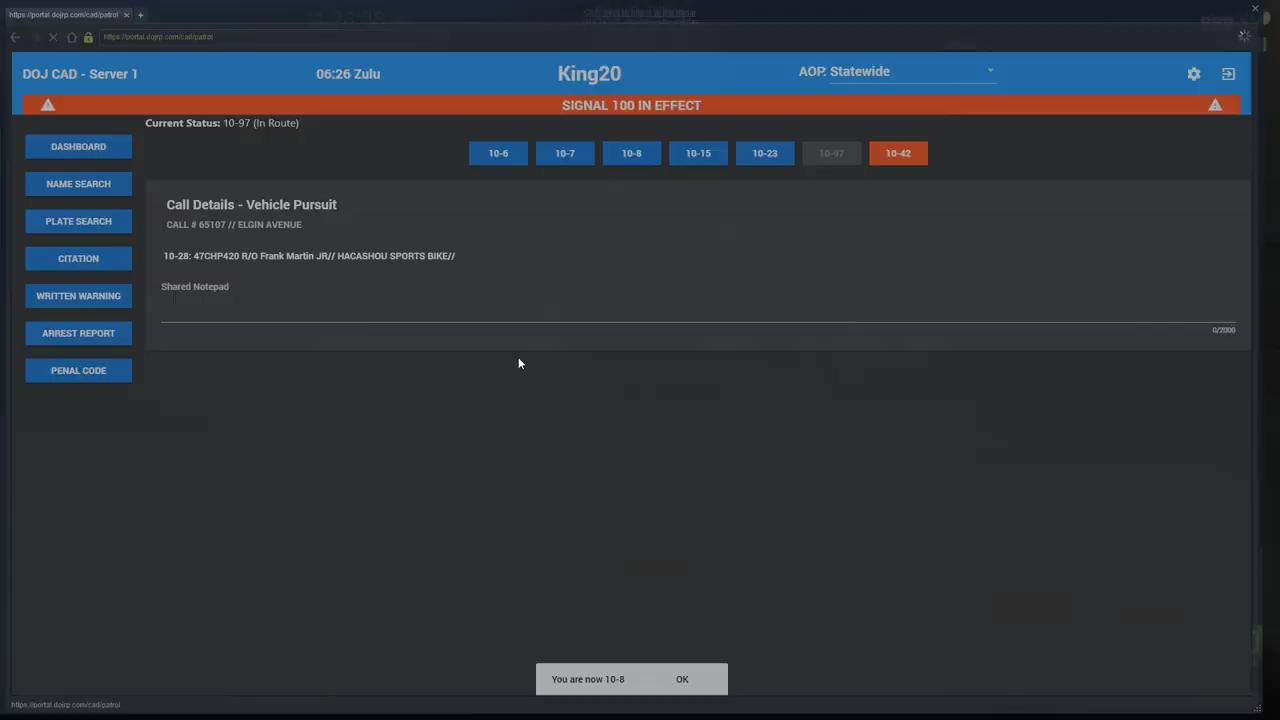 https://portal.dojrp.com/cad/patrol × +
https://portal.dojrp.com/cad/patrol
DOJ CAD - Server 1 06:26 Zulu King20 AOP: Statewide
SIGNAL 100 IN EFFECT
Current Status: 10-97 (In Route)
10-6 10-7 10-8 10-15 10-23 10-97 10-42
DASHBOARD
NAME SEARCH
PLATE SEARCH
CITATION
WRITTEN WARNING
ARREST REPORT
PENAL CODE
Call Details - Vehicle Pursuit
CALL # 65107 // ELGIN AVENUE
10-28: 47CHP420 R/O Frank Martin JR// HACASHOU SPORTS BIKE//
Shared Notepad
0/2000
You are now 10-8 OK
https://portal.dojrp.com/cad/patrol